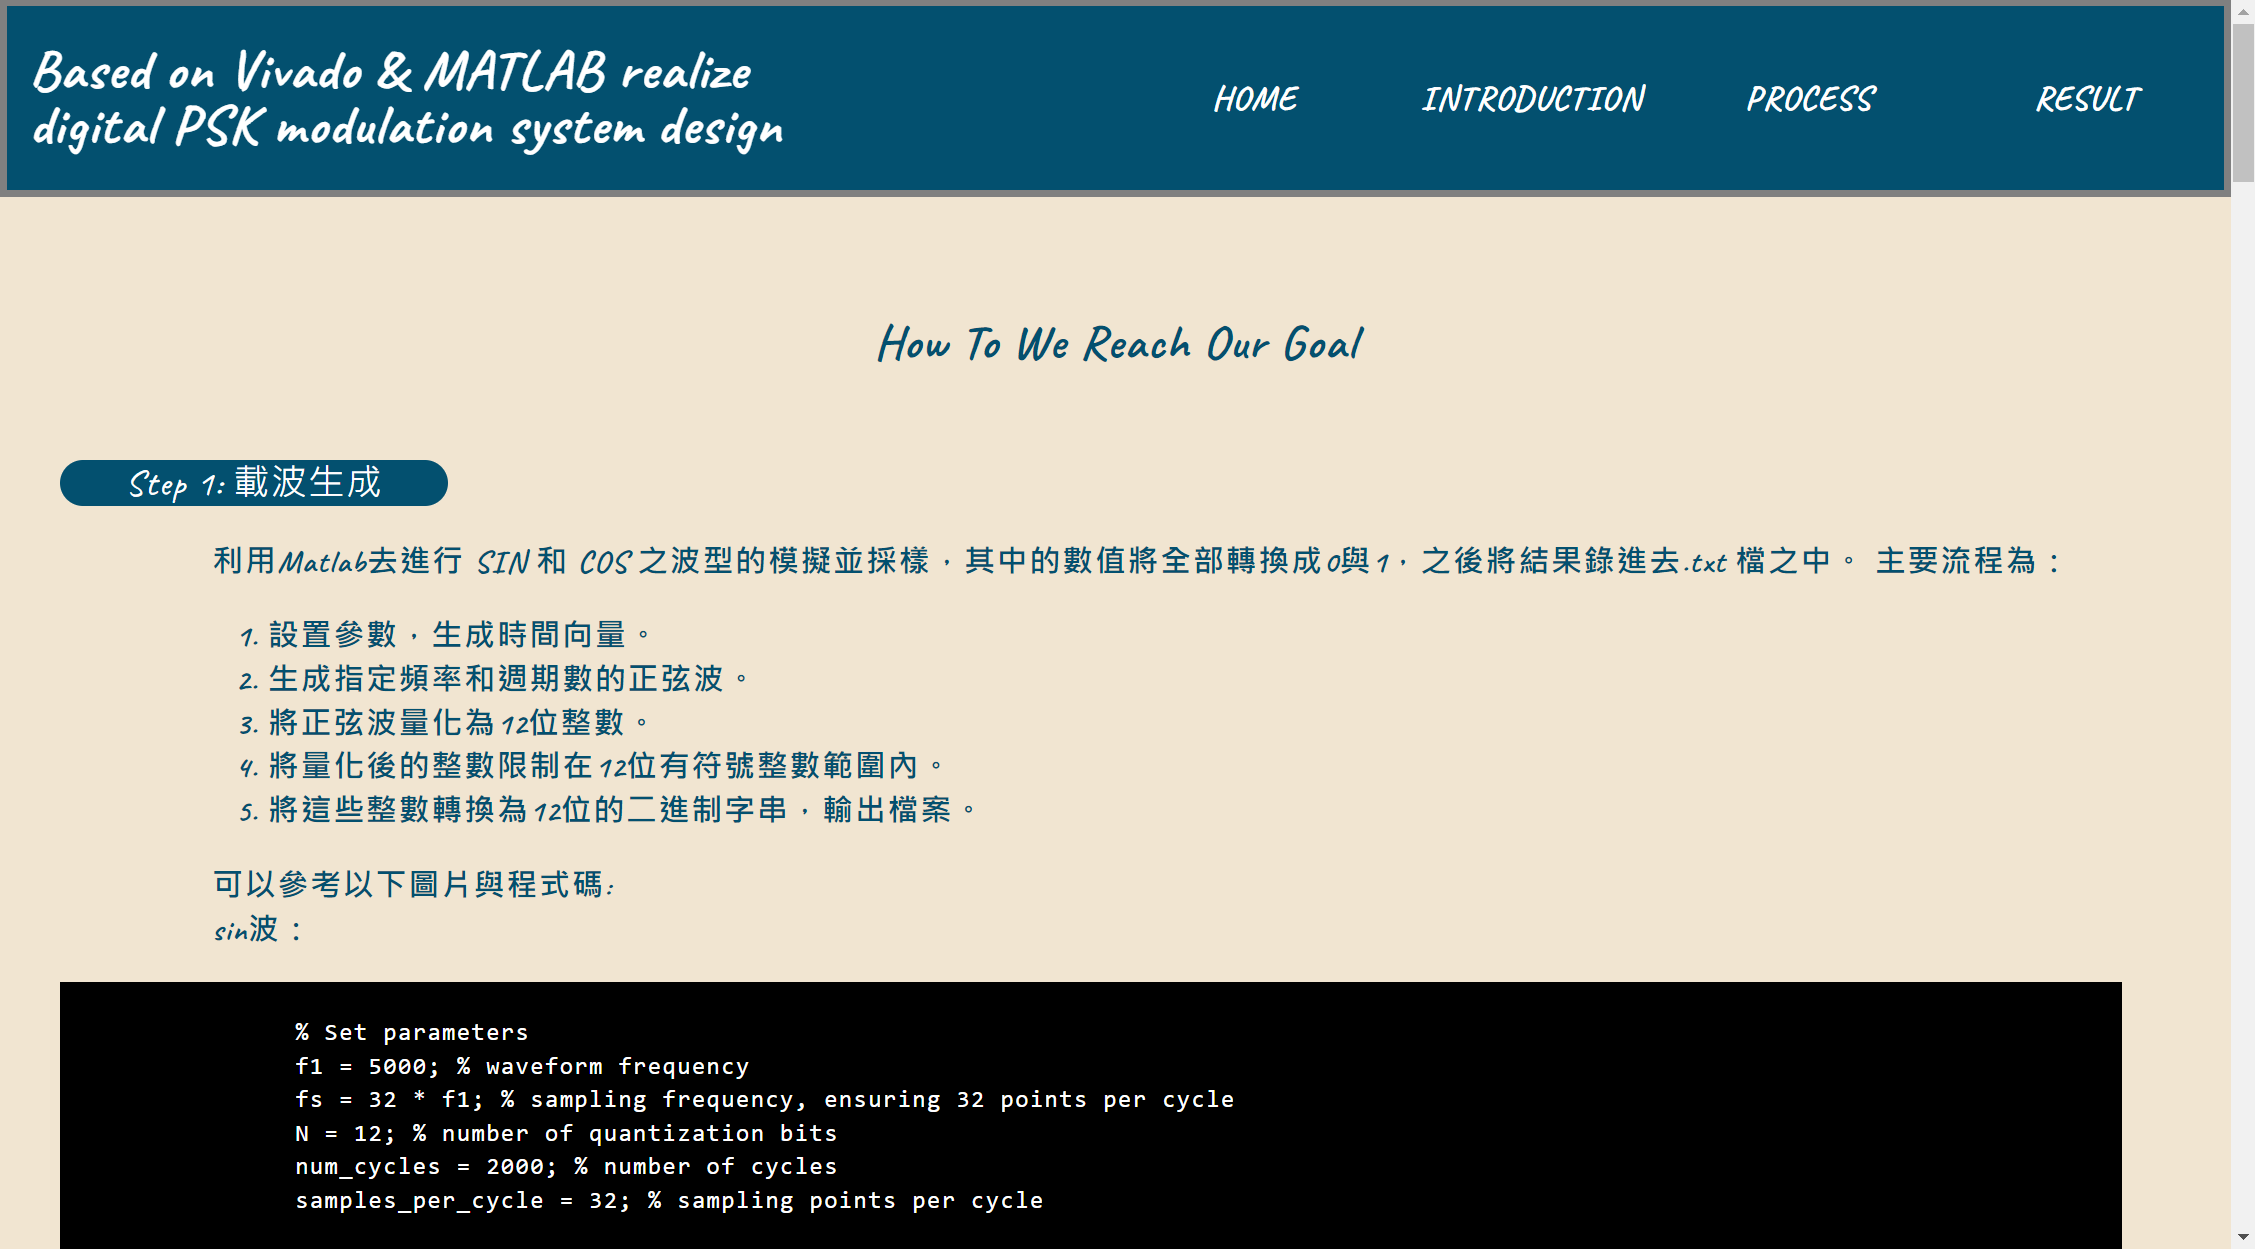 Based on Vivado & MATLAB realize
digital PSK modulation system design
HOME INTRODUCTION PROCESS RESULT
How To We Reach Our Goal
Step 1: 載波生成
利用Matlab去進行 SIN 和 COS 之波型的模擬並採樣，其中的數值將全部轉換成0與1，之後將結果錄進去.txt 檔之中。 主要流程為：
1. 設置參數，生成時間向量。
2. 生成指定頻率和週期數的正弦波。
3. 將正弦波量化為12位整數。
4. 將量化後的整數限制在12位有符號整數範圍內。
5. 將這些整數轉換為12位的二進制字串，輸出檔案。
可以參考以下圖片與程式碼:
sin波：
% Set parameters
f1 = 5000; % waveform frequency
fs = 32 * f1; % sampling frequency, ensuring 32 points per cycle
N = 12; % number of quantization bits
num_cycles = 2000; % number of cycles
samples_per_cycle = 32; % sampling points per cycle